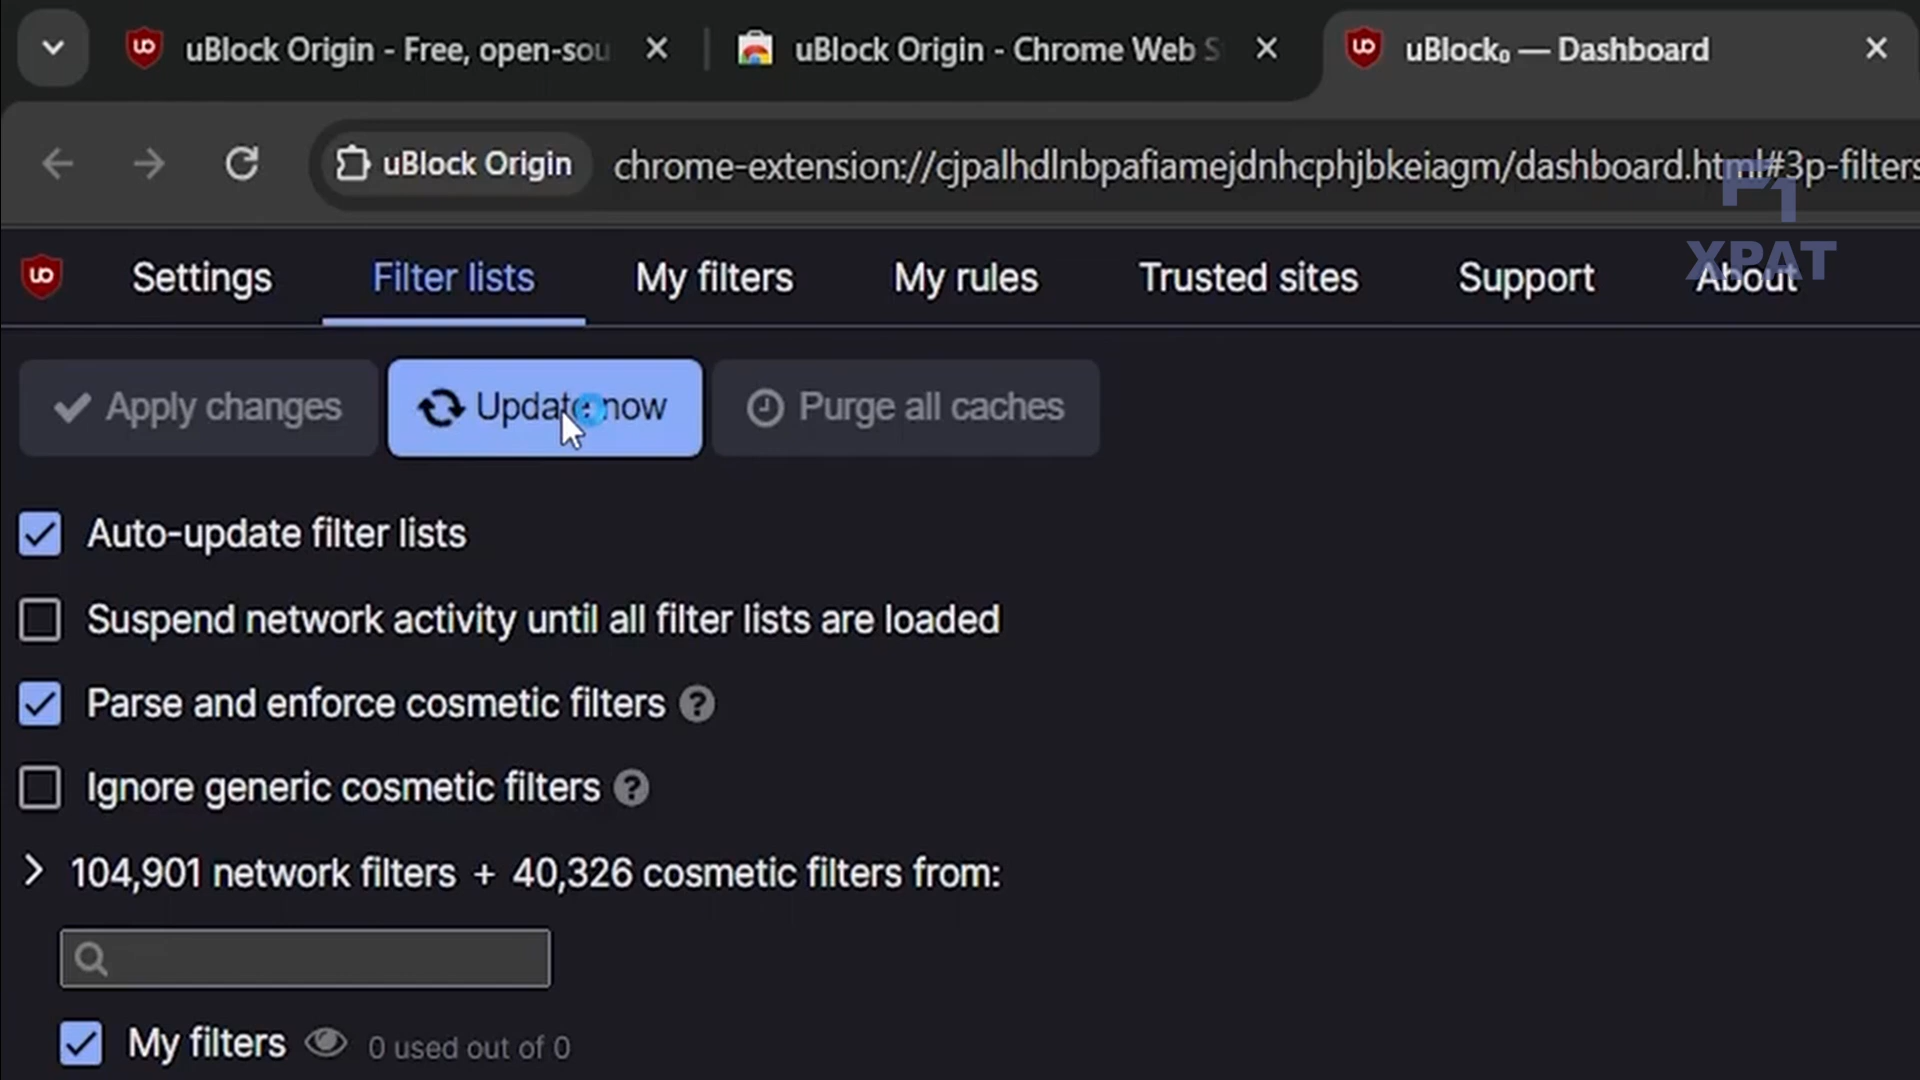 uBlock Origin - Free, open-sou
uBlock Origin - Chrome Web S
uBlock₀ — Dashboard
uBlock Origin
chrome-extension://cjpalhdlnbpafiamejdnhcphjbkeiagm/dashboard.html#3p-filters
XPAT
Settings
Filter lists
My filters
My rules
Trusted sites
Support
About
Apply changes
Update now
Purge all caches
Auto-update filter lists
Suspend network activity until all filter lists are loaded
Parse and enforce cosmetic filters
Ignore generic cosmetic filters
104,901 network filters + 40,326 cosmetic filters from:
My filters 0 used out of 0